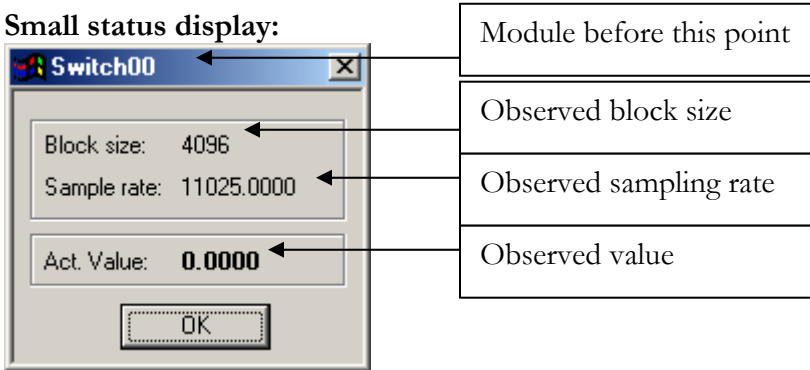 Small status display:
Module before this point
Switch00
Observed block size
Block size: 4096
Observed sampling rate
Sample rate: 11025.0000
Observed value
Act. Value: 0.0000
OK